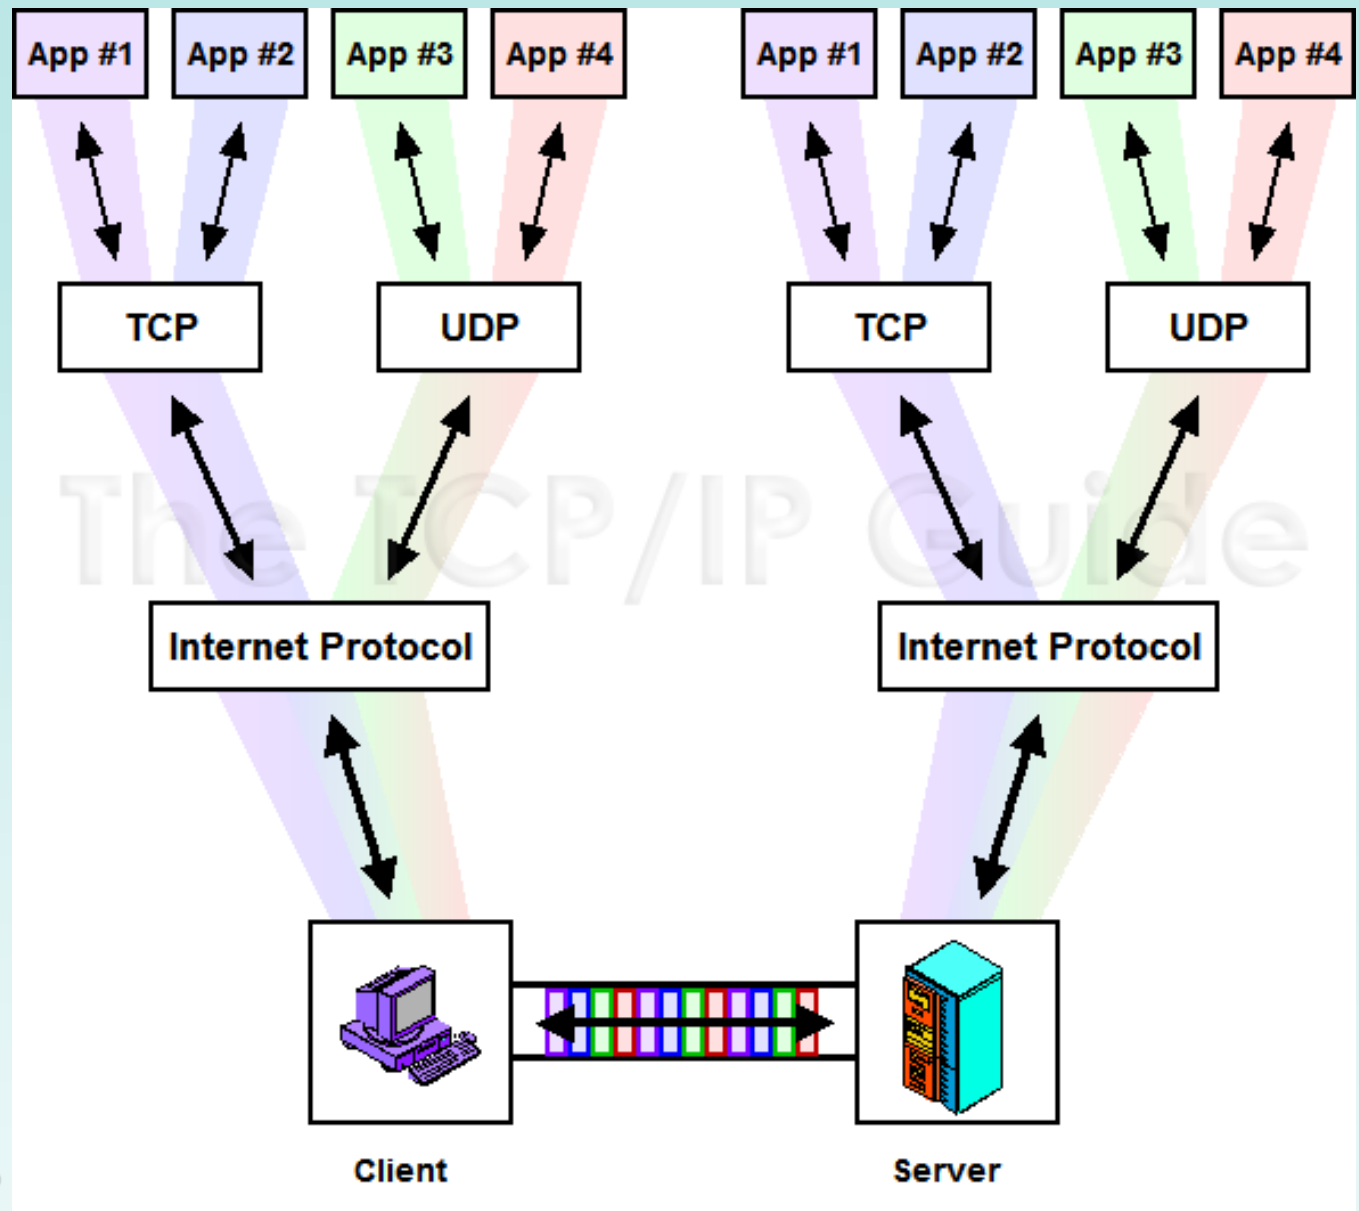 App #1 App #2 App #3 App #4 App #1 App #2 App #3 App #4
TCP UDP TCP UDP
The TCP/IP Guide
Internet Protocol Internet Protocol
Client Server